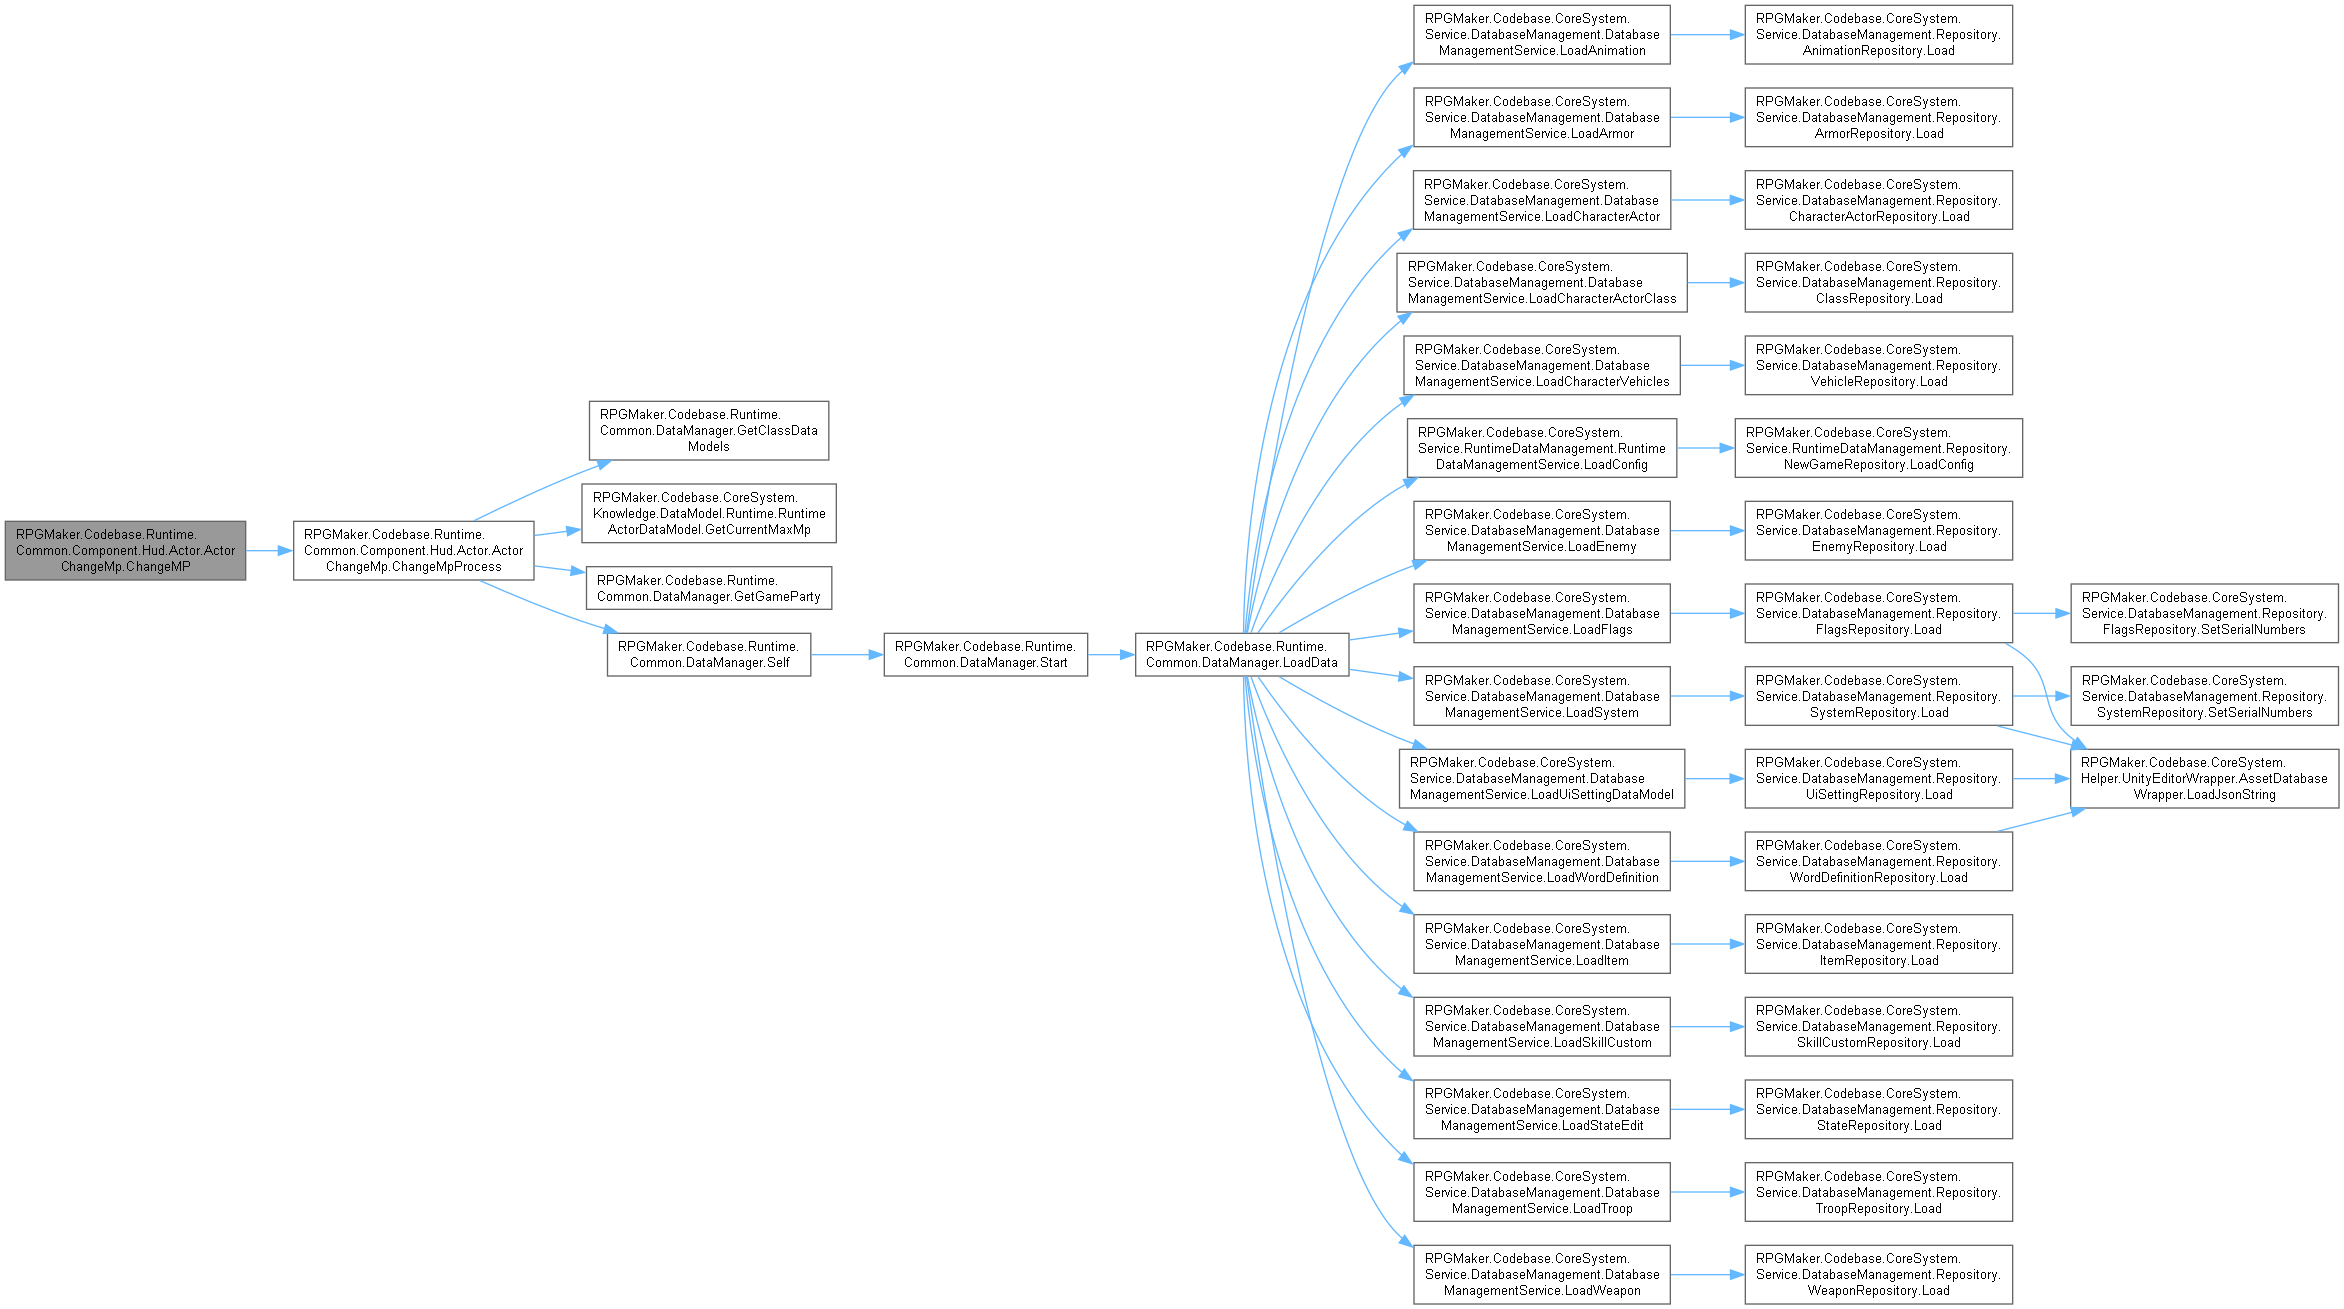 RPGMaker.Codebase.Runtime.
Common.Component.Hud.Actor.Actor
ChangeMp.ChangeMP
RPGMaker.Codebase.Runtime.
Common.Component.Hud.Actor.Actor
ChangeMp.ChangeMpProcess
RPGMaker.Codebase.Runtime.
Common.DataManager.GetClassData
Models
RPGMaker.Codebase.CoreSystem.
Knowledge.DataModel.Runtime.Runtime
ActorDataModel.GetCurrentMaxMp
RPGMaker.Codebase.Runtime.
Common.DataManager.GetGameParty
RPGMaker.Codebase.Runtime.
Common.DataManager.Self
RPGMaker.Codebase.Runtime.
Common.DataManager.Start
RPGMaker.Codebase.Runtime.
Common.DataManager.LoadData
RPGMaker.Codebase.CoreSystem.
Service.DatabaseManagement.Database
ManagementService.LoadAnimation
RPGMaker.Codebase.CoreSystem.
Service.DatabaseManagement.Repository.
AnimationRepository.Load
RPGMaker.Codebase.CoreSystem.
Service.DatabaseManagement.Database
ManagementService.LoadArmor
RPGMaker.Codebase.CoreSystem.
Service.DatabaseManagement.Repository.
ArmorRepository.Load
RPGMaker.Codebase.CoreSystem.
Service.DatabaseManagement.Database
ManagementService.LoadCharacterActor
RPGMaker.Codebase.CoreSystem.
Service.DatabaseManagement.Repository.
CharacterActorRepository.Load
RPGMaker.Codebase.CoreSystem.
Service.DatabaseManagement.Database
ManagementService.LoadCharacterActorClass
RPGMaker.Codebase.CoreSystem.
Service.DatabaseManagement.Repository.
ClassRepository.Load
RPGMaker.Codebase.CoreSystem.
Service.DatabaseManagement.Database
ManagementService.LoadCharacterVehicles
RPGMaker.Codebase.CoreSystem.
Service.DatabaseManagement.Repository.
VehicleRepository.Load
RPGMaker.Codebase.CoreSystem.
Service.RuntimeDataManagement.Runtime
DataManagementService.LoadConfig
RPGMaker.Codebase.CoreSystem.
Service.RuntimeDataManagement.Repository.
NewGameRepository.LoadConfig
RPGMaker.Codebase.CoreSystem.
Service.DatabaseManagement.Database
ManagementService.LoadEnemy
RPGMaker.Codebase.CoreSystem.
Service.DatabaseManagement.Repository.
EnemyRepository.Load
RPGMaker.Codebase.CoreSystem.
Service.DatabaseManagement.Database
ManagementService.LoadFlags
RPGMaker.Codebase.CoreSystem.
Service.DatabaseManagement.Repository.
FlagsRepository.Load
RPGMaker.Codebase.CoreSystem.
Service.DatabaseManagement.Repository.
FlagsRepository.SetSerialNumbers
RPGMaker.Codebase.CoreSystem.
Service.DatabaseManagement.Database
ManagementService.LoadSystem
RPGMaker.Codebase.CoreSystem.
Service.DatabaseManagement.Repository.
SystemRepository.Load
RPGMaker.Codebase.CoreSystem.
Service.DatabaseManagement.Repository.
SystemRepository.SetSerialNumbers
RPGMaker.Codebase.CoreSystem.
Service.DatabaseManagement.Database
ManagementService.LoadUiSettingDataModel
RPGMaker.Codebase.CoreSystem.
Service.DatabaseManagement.Repository.
UiSettingRepository.Load
RPGMaker.Codebase.CoreSystem.
Helper.UnityEditorWrapper.AssetDatabase
Wrapper.LoadJsonString
RPGMaker.Codebase.CoreSystem.
Service.DatabaseManagement.Database
ManagementService.LoadWordDefinition
RPGMaker.Codebase.CoreSystem.
Service.DatabaseManagement.Repository.
WordDefinitionRepository.Load
RPGMaker.Codebase.CoreSystem.
Service.DatabaseManagement.Database
ManagementService.LoadItem
RPGMaker.Codebase.CoreSystem.
Service.DatabaseManagement.Repository.
ItemRepository.Load
RPGMaker.Codebase.CoreSystem.
Service.DatabaseManagement.Database
ManagementService.LoadSkillCustom
RPGMaker.Codebase.CoreSystem.
Service.DatabaseManagement.Repository.
SkillCustomRepository.Load
RPGMaker.Codebase.CoreSystem.
Service.DatabaseManagement.Database
ManagementService.LoadStateEdit
RPGMaker.Codebase.CoreSystem.
Service.DatabaseManagement.Repository.
StateRepository.Load
RPGMaker.Codebase.CoreSystem.
Service.DatabaseManagement.Database
ManagementService.LoadTroop
RPGMaker.Codebase.CoreSystem.
Service.DatabaseManagement.Repository.
TroopRepository.Load
RPGMaker.Codebase.CoreSystem.
Service.DatabaseManagement.Database
ManagementService.LoadWeapon
RPGMaker.Codebase.CoreSystem.
Service.DatabaseManagement.Repository.
WeaponRepository.Load